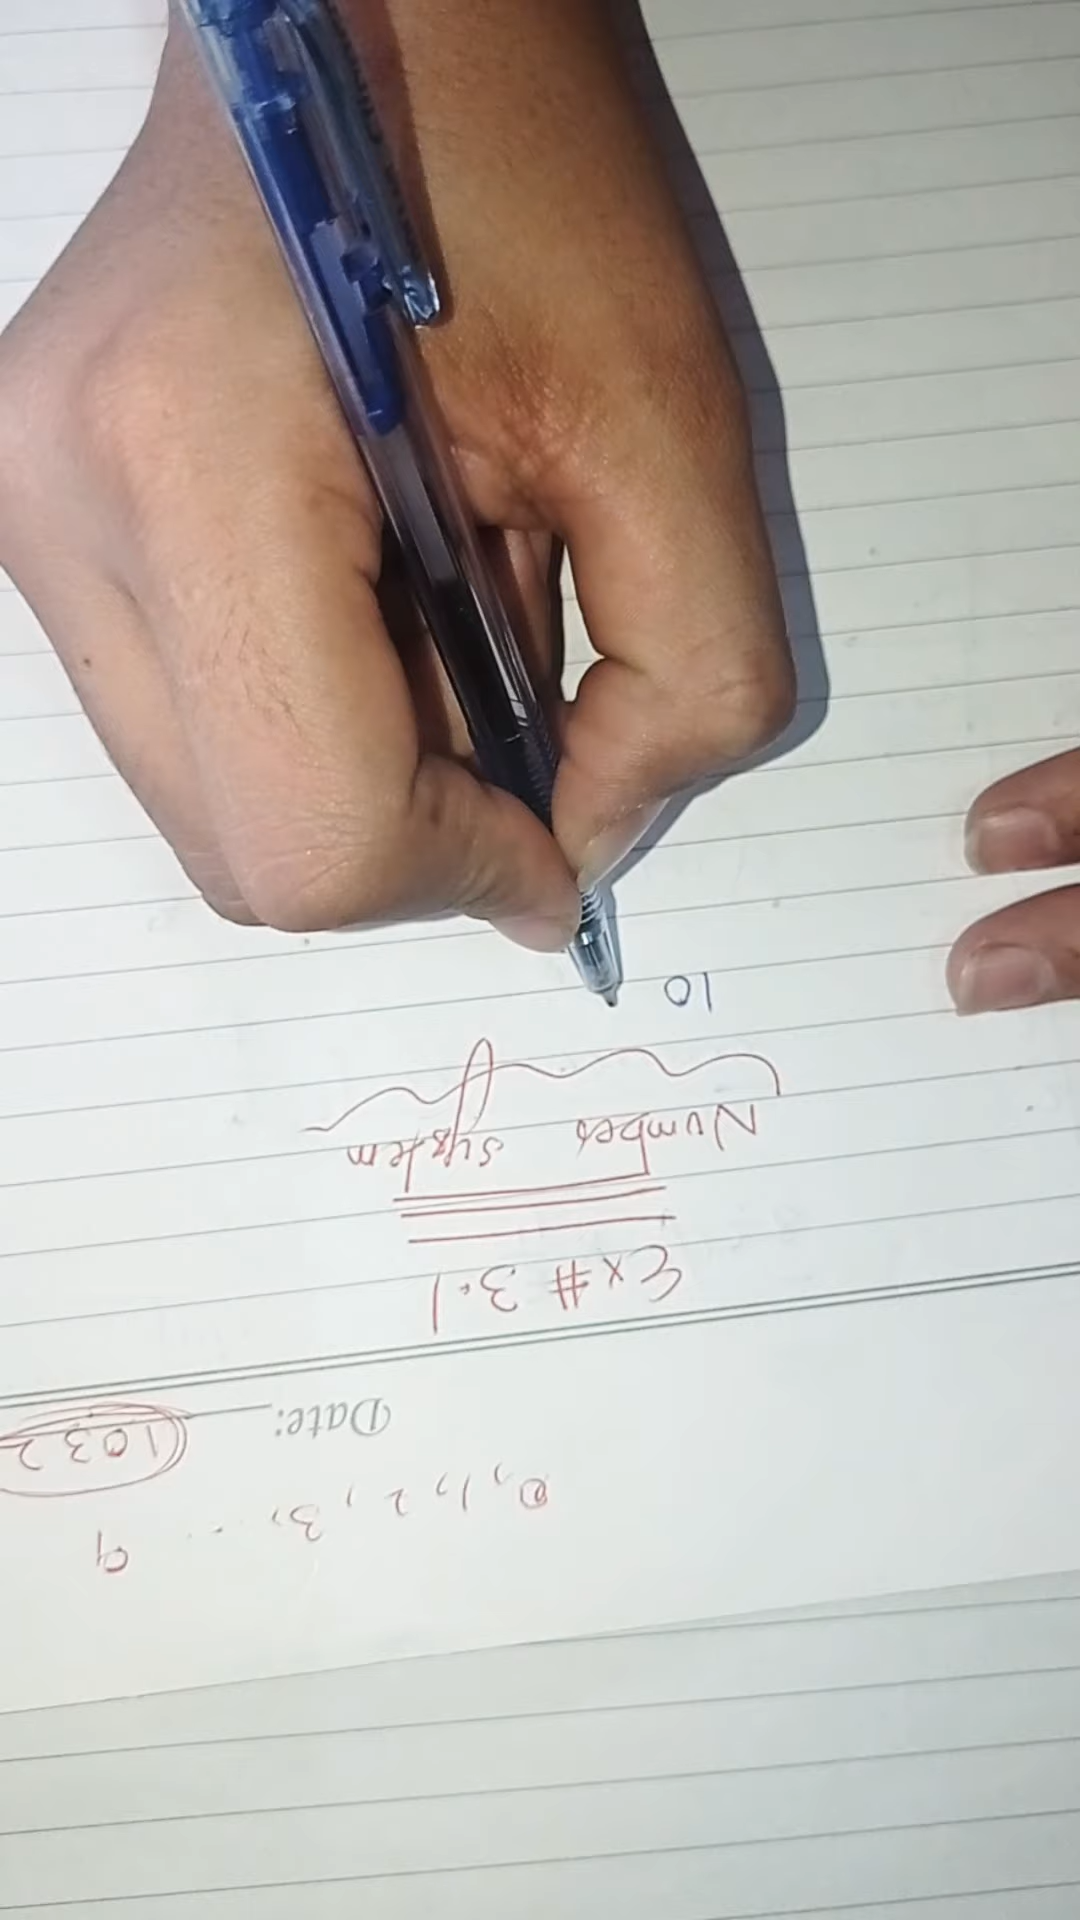 0, 1, 2, 3, ... 9
Date: 1032
Ex # 3.1
Number system
10